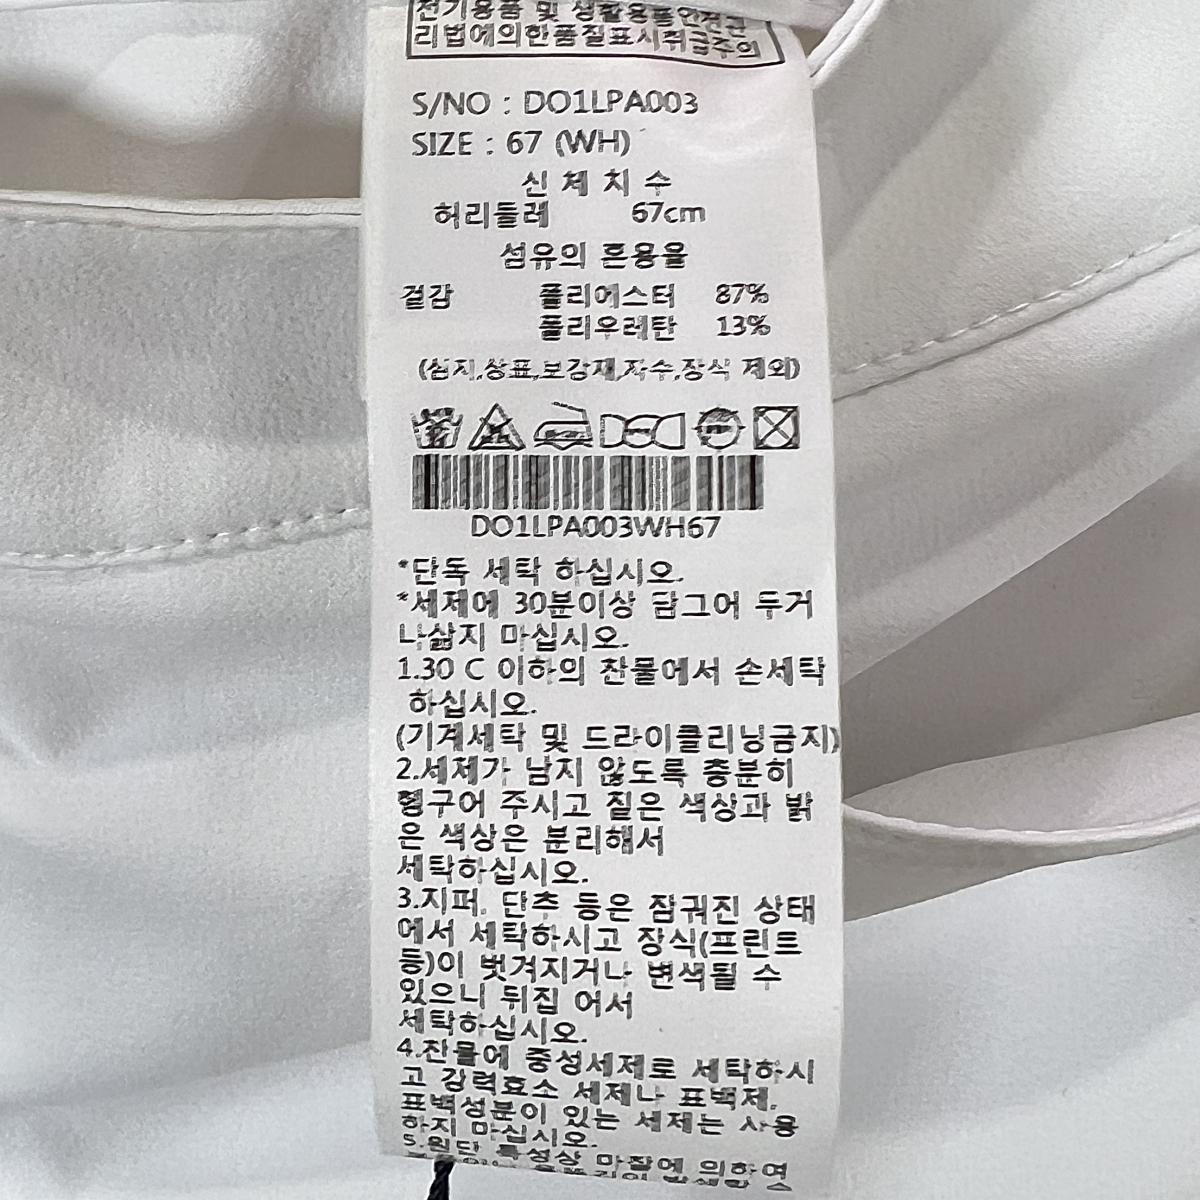 전기용품 및 생활용품안전관
리법에의한품질표시취급주의
S/NO : DO1LPA003
SIZE : 67 (WH)
신 체 치 수
허리둘레 67cm
섬유의 혼용율
겉감 폴리에스터 87%
폴리우레탄 13%
(심지,상표,보강재,자수,장식 제외)
DO1LPA003WH67
*단독 세탁 하십시오.
*세제에 30분이상 담그어 두거
나삶지 마십시오.
1.30 C 이하의 찬물에서 손세탁
하십시오.
(기계세탁 및 드라이클리닝금지)
2.세제가 남지 않도록 충분히
헹구어 주시고 짙은 색상과 밝
은 색상은 분리해서
세탁하십시오.
3.지퍼, 단추 등은 잠궈진 상태
에서 세탁하시고 장식(프린트
등)이 벗겨지거나 변색될 수
있으니 뒤집 어서
세탁하십시오.
4.찬물에 중성세제로 세탁하시
고 강력효소 세제나 표백제,
표백성분이 있는 세제는 사용
하지 마십시오.
5.원단 특성상 마찰에 의하여